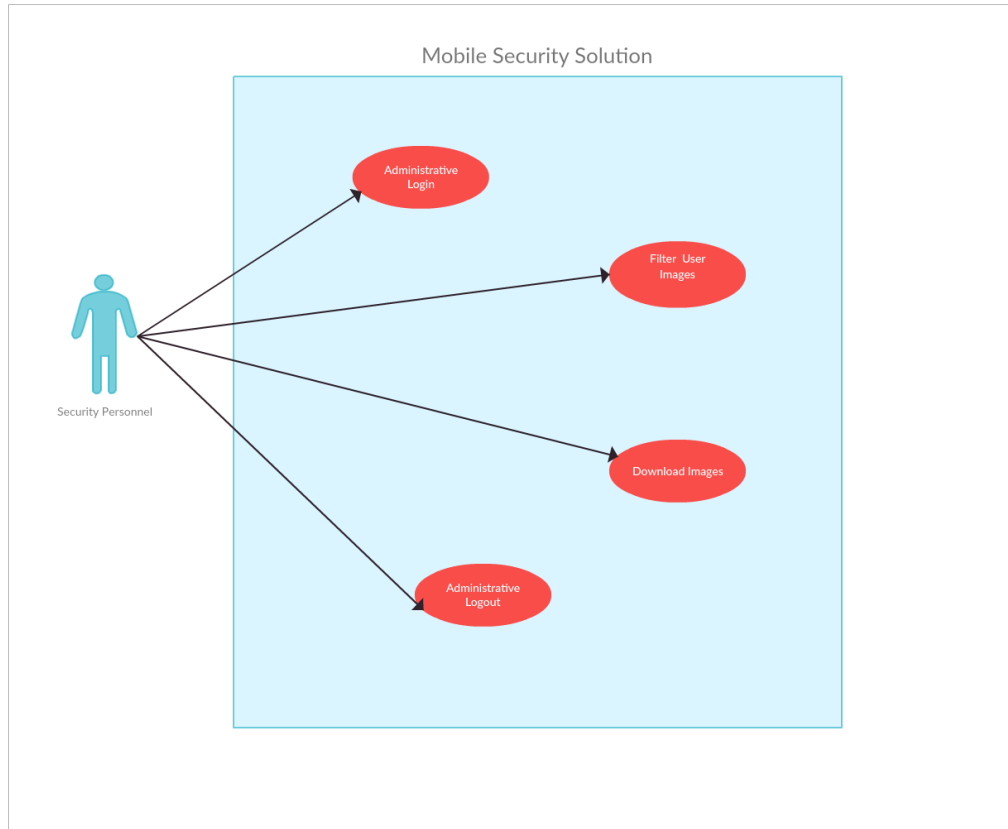 Mobile Security Solution
Administrative
Login
Filter User
Images
Security Personnel
Download Images
Administrative
Logout